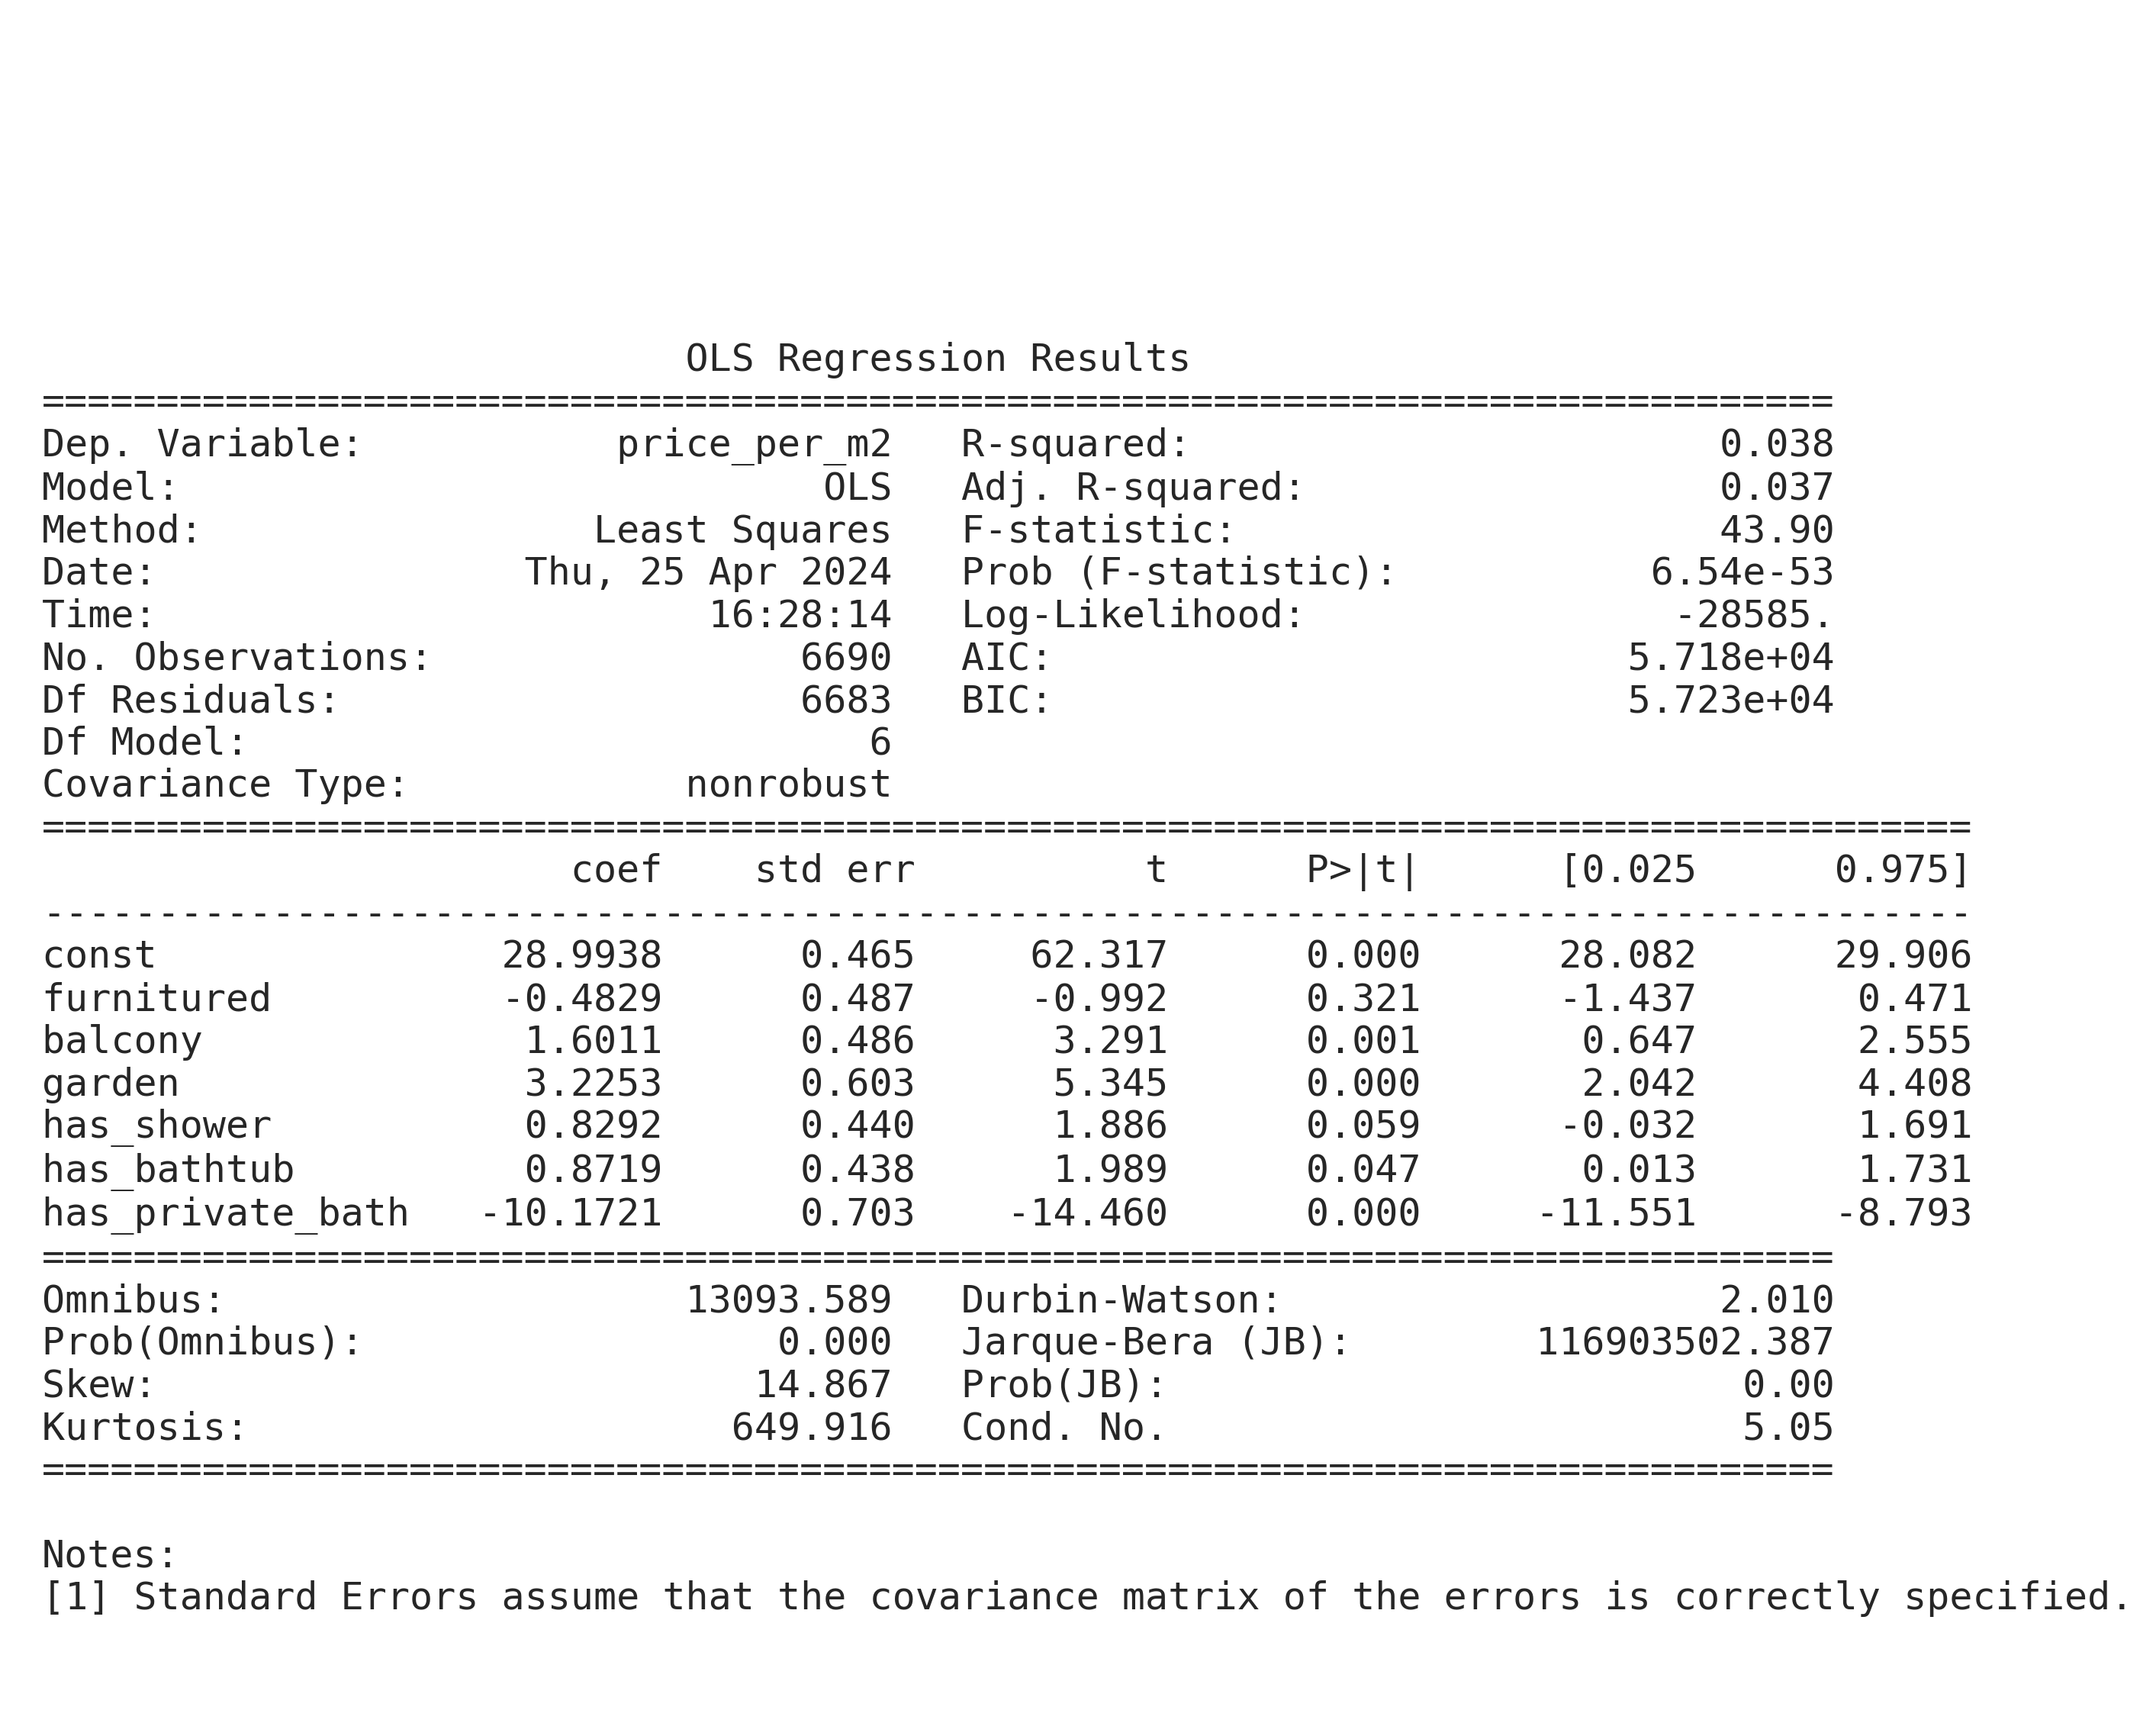 OLS Regression Results
==============================================================================
Dep. Variable:           price_per_m2   R-squared:                       0.038
Model:                            OLS   Adj. R-squared:                  0.037
Method:                 Least Squares   F-statistic:                     43.90
Date:                Thu, 25 Apr 2024   Prob (F-statistic):           6.54e-53
Time:                        16:28:14   Log-Likelihood:                -28585.
No. Observations:                6690   AIC:                         5.718e+04
Df Residuals:                    6683   BIC:                         5.723e+04
Df Model:                           6
Covariance Type:            nonrobust
====================================================================================
                       coef    std err          t      P>|t|      [0.025      0.975]
------------------------------------------------------------------------------------
const               28.9938      0.465     62.317      0.000      28.082      29.906
furnitured          -0.4829      0.487     -0.992      0.321      -1.437       0.471
balcony              1.6011      0.486      3.291      0.001       0.647       2.555
garden               3.2253      0.603      5.345      0.000       2.042       4.408
has_shower           0.8292      0.440      1.886      0.059      -0.032       1.691
has_bathtub          0.8719      0.438      1.989      0.047       0.013       1.731
has_private_bath   -10.1721      0.703    -14.460      0.000     -11.551      -8.793
==============================================================================
Omnibus:                    13093.589   Durbin-Watson:                   2.010
Prob(Omnibus):                  0.000   Jarque-Bera (JB):        116903502.387
Skew:                          14.867   Prob(JB):                         0.00
Kurtosis:                     649.916   Cond. No.                         5.05
==============================================================================
Notes:
[1] Standard Errors assume that the covariance matrix of the errors is correctly specified.